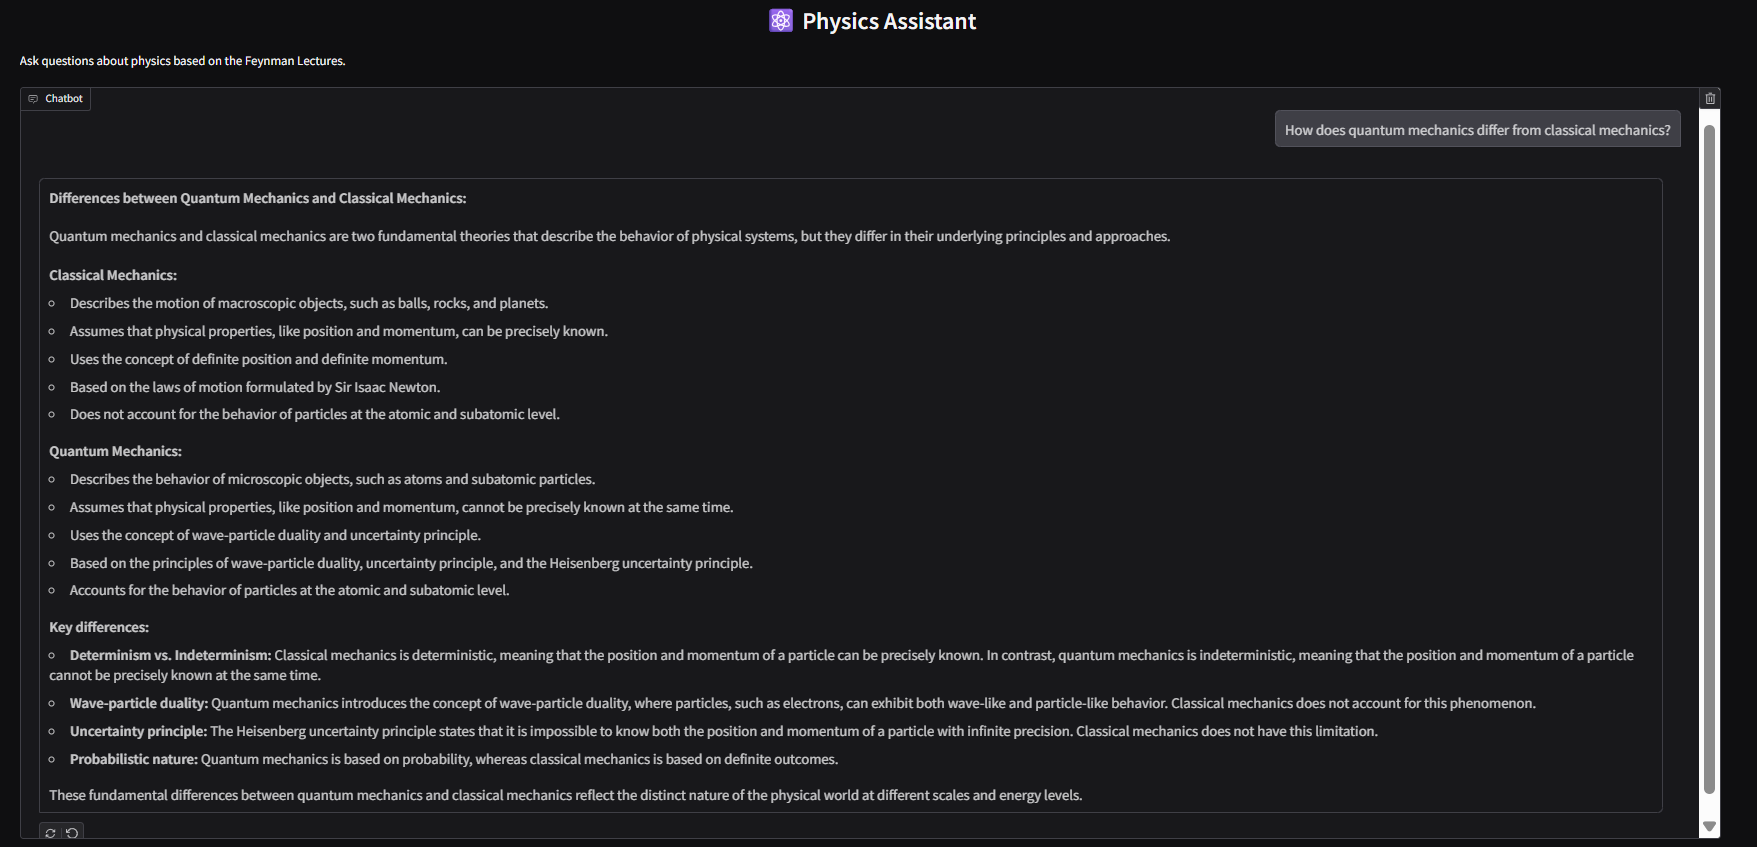 Physics Assistant
Ask questions about physics based on the Feynman Lectures.
Chatbot
How does quantum mechanics differ from classical mechanics?
Differences between Quantum Mechanics and Classical Mechanics:
Quantum mechanics and classical mechanics are two fundamental theories that describe the behavior of physical systems, but they differ in their underlying principles and approaches.
Classical Mechanics:
Describes the motion of macroscopic objects, such as balls, rocks, and planets.
Assumes that physical properties, like position and momentum, can be precisely known.
Uses the concept of definite position and definite momentum.
Based on the laws of motion formulated by Sir Isaac Newton.
Does not account for the behavior of particles at the atomic and subatomic level.
Quantum Mechanics:
Describes the behavior of microscopic objects, such as atoms and subatomic particles.
Assumes that physical properties, like position and momentum, cannot be precisely known at the same time.
Uses the concept of wave-particle duality and uncertainty principle.
Based on the principles of wave-particle duality, uncertainty principle, and the Heisenberg uncertainty principle.
Accounts for the behavior of particles at the atomic and subatomic level.
Key differences:
Determinism vs. Indeterminism: Classical mechanics is deterministic, meaning that the position and momentum of a particle can be precisely known. In contrast, quantum mechanics is indeterministic, meaning that the position and momentum of a particle
cannot be precisely known at the same time.
Wave-particle duality: Quantum mechanics introduces the concept of wave-particle duality, where particles, such as electrons, can exhibit both wave-like and particle-like behavior. Classical mechanics does not account for this phenomenon.
Uncertainty principle: The Heisenberg uncertainty principle states that it is impossible to know both the position and momentum of a particle with infinite precision. Classical mechanics does not have this limitation.
Probabilistic nature: Quantum mechanics is based on probability, whereas classical mechanics is based on definite outcomes.
These fundamental differences between quantum mechanics and classical mechanics reflect the distinct nature of the physical world at different scales and energy levels.